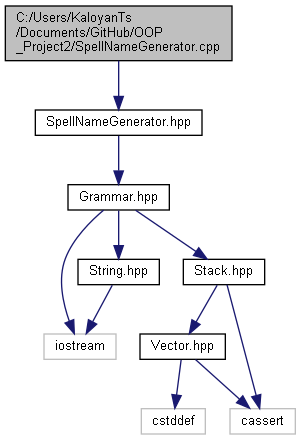 C:/Users/KaloyanTs
/Documents/GitHub/OOP
_Project2/SpellNameGenerator.cpp
SpellNameGenerator.hpp
Grammar.hpp
String.hpp
Stack.hpp
iostream
Vector.hpp
cstddef
cassert